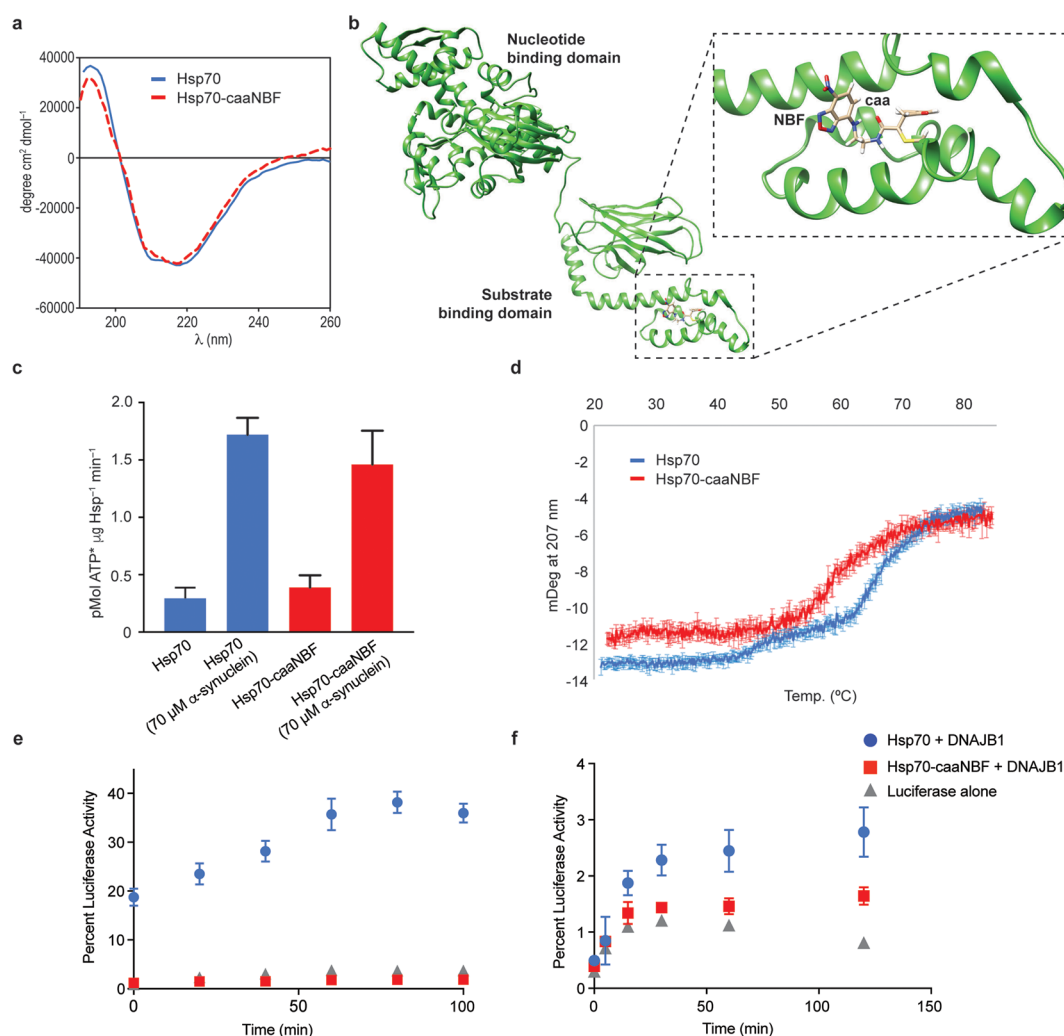 a
40000
20000
0
-20000
-40000
-60000
degree cm² dmol⁻¹
200
220
240
260
λ (nm)
Hsp70
Hsp70-caaNBF
b
Nucleotide
binding domain
Substrate
binding domain
NBF
caa
c
2.0
1.5
1.0
0.5
0
pMol ATP* μg Hsp⁻¹ min⁻¹
Hsp70
Hsp70
(70 μM α-synuclein)
Hsp70-caaNBF
Hsp70-caaNBF
(70 μM α-synuclein)
d
20
30
40
50
60
70
80
0
-2
-4
-6
-8
-10
-12
-14
mDeg at 207 nm
Hsp70
Hsp70-caaNBF
Temp. (ºC)
e
40
30
20
10
0
Percent Luciferase Activity
0
50
100
Time (min)
f
4
3
2
1
0
Percent Luciferase Activity
0
50
100
150
Time (min)
Hsp70 + DNAJB1
Hsp70-caaNBF + DNAJB1
Luciferase alone